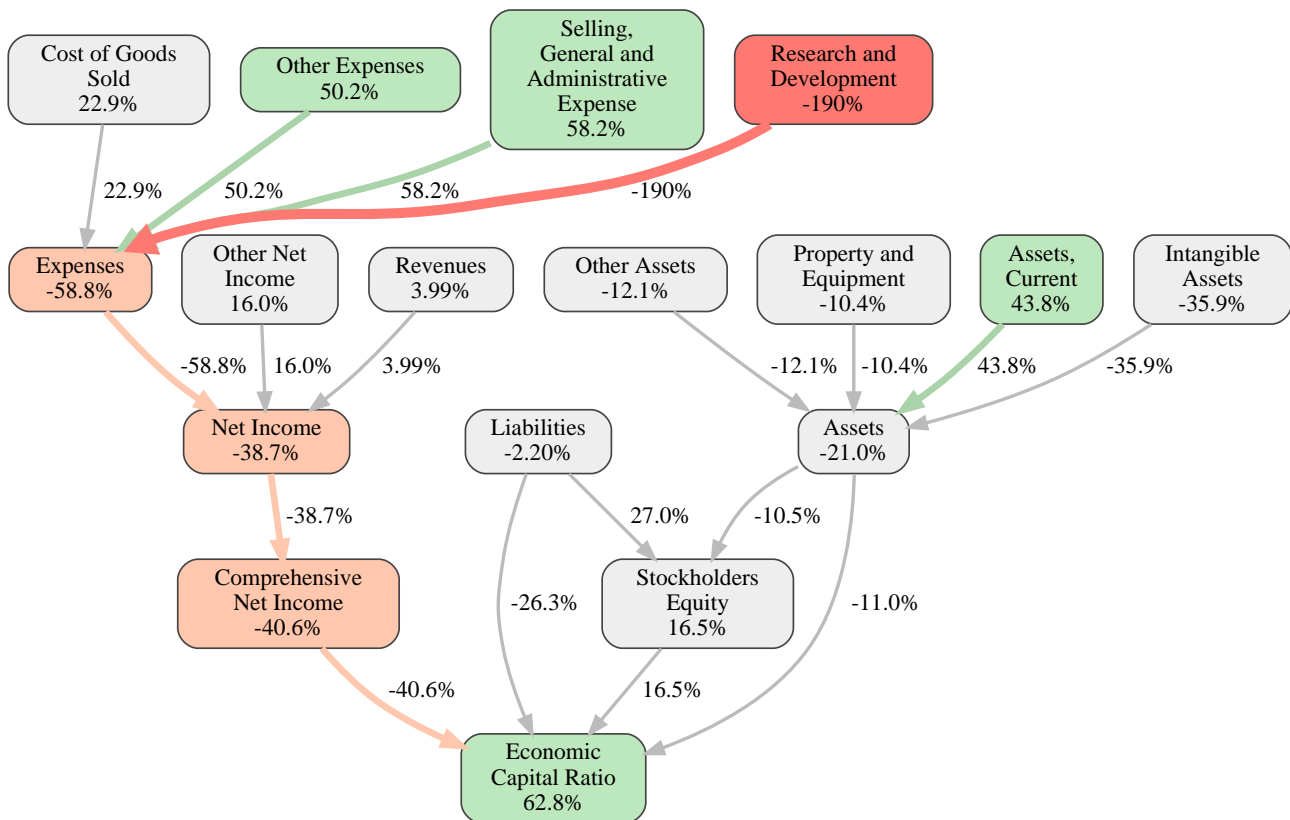 Cost of Goods
Sold
22.9%
Other Expenses
50.2%
Selling,
General and
Administrative
Expense
58.2%
Research and
Development
-190%
22.9%
50.2%
58.2%
-190%
Expenses
-58.8%
Other Net
Income
16.0%
Revenues
3.99%
Other Assets
-12.1%
Property and
Equipment
-10.4%
Assets,
Current
43.8%
Intangible
Assets
-35.9%
-58.8%
16.0%
3.99%
-12.1%
-10.4%
43.8%
-35.9%
Net Income
-38.7%
Liabilities
-2.20%
Assets
-21.0%
-38.7%
27.0%
-10.5%
Comprehensive
Net Income
-40.6%
-26.3%
Stockholders
Equity
16.5%
-11.0%
-40.6%
16.5%
Economic
Capital Ratio
62.8%